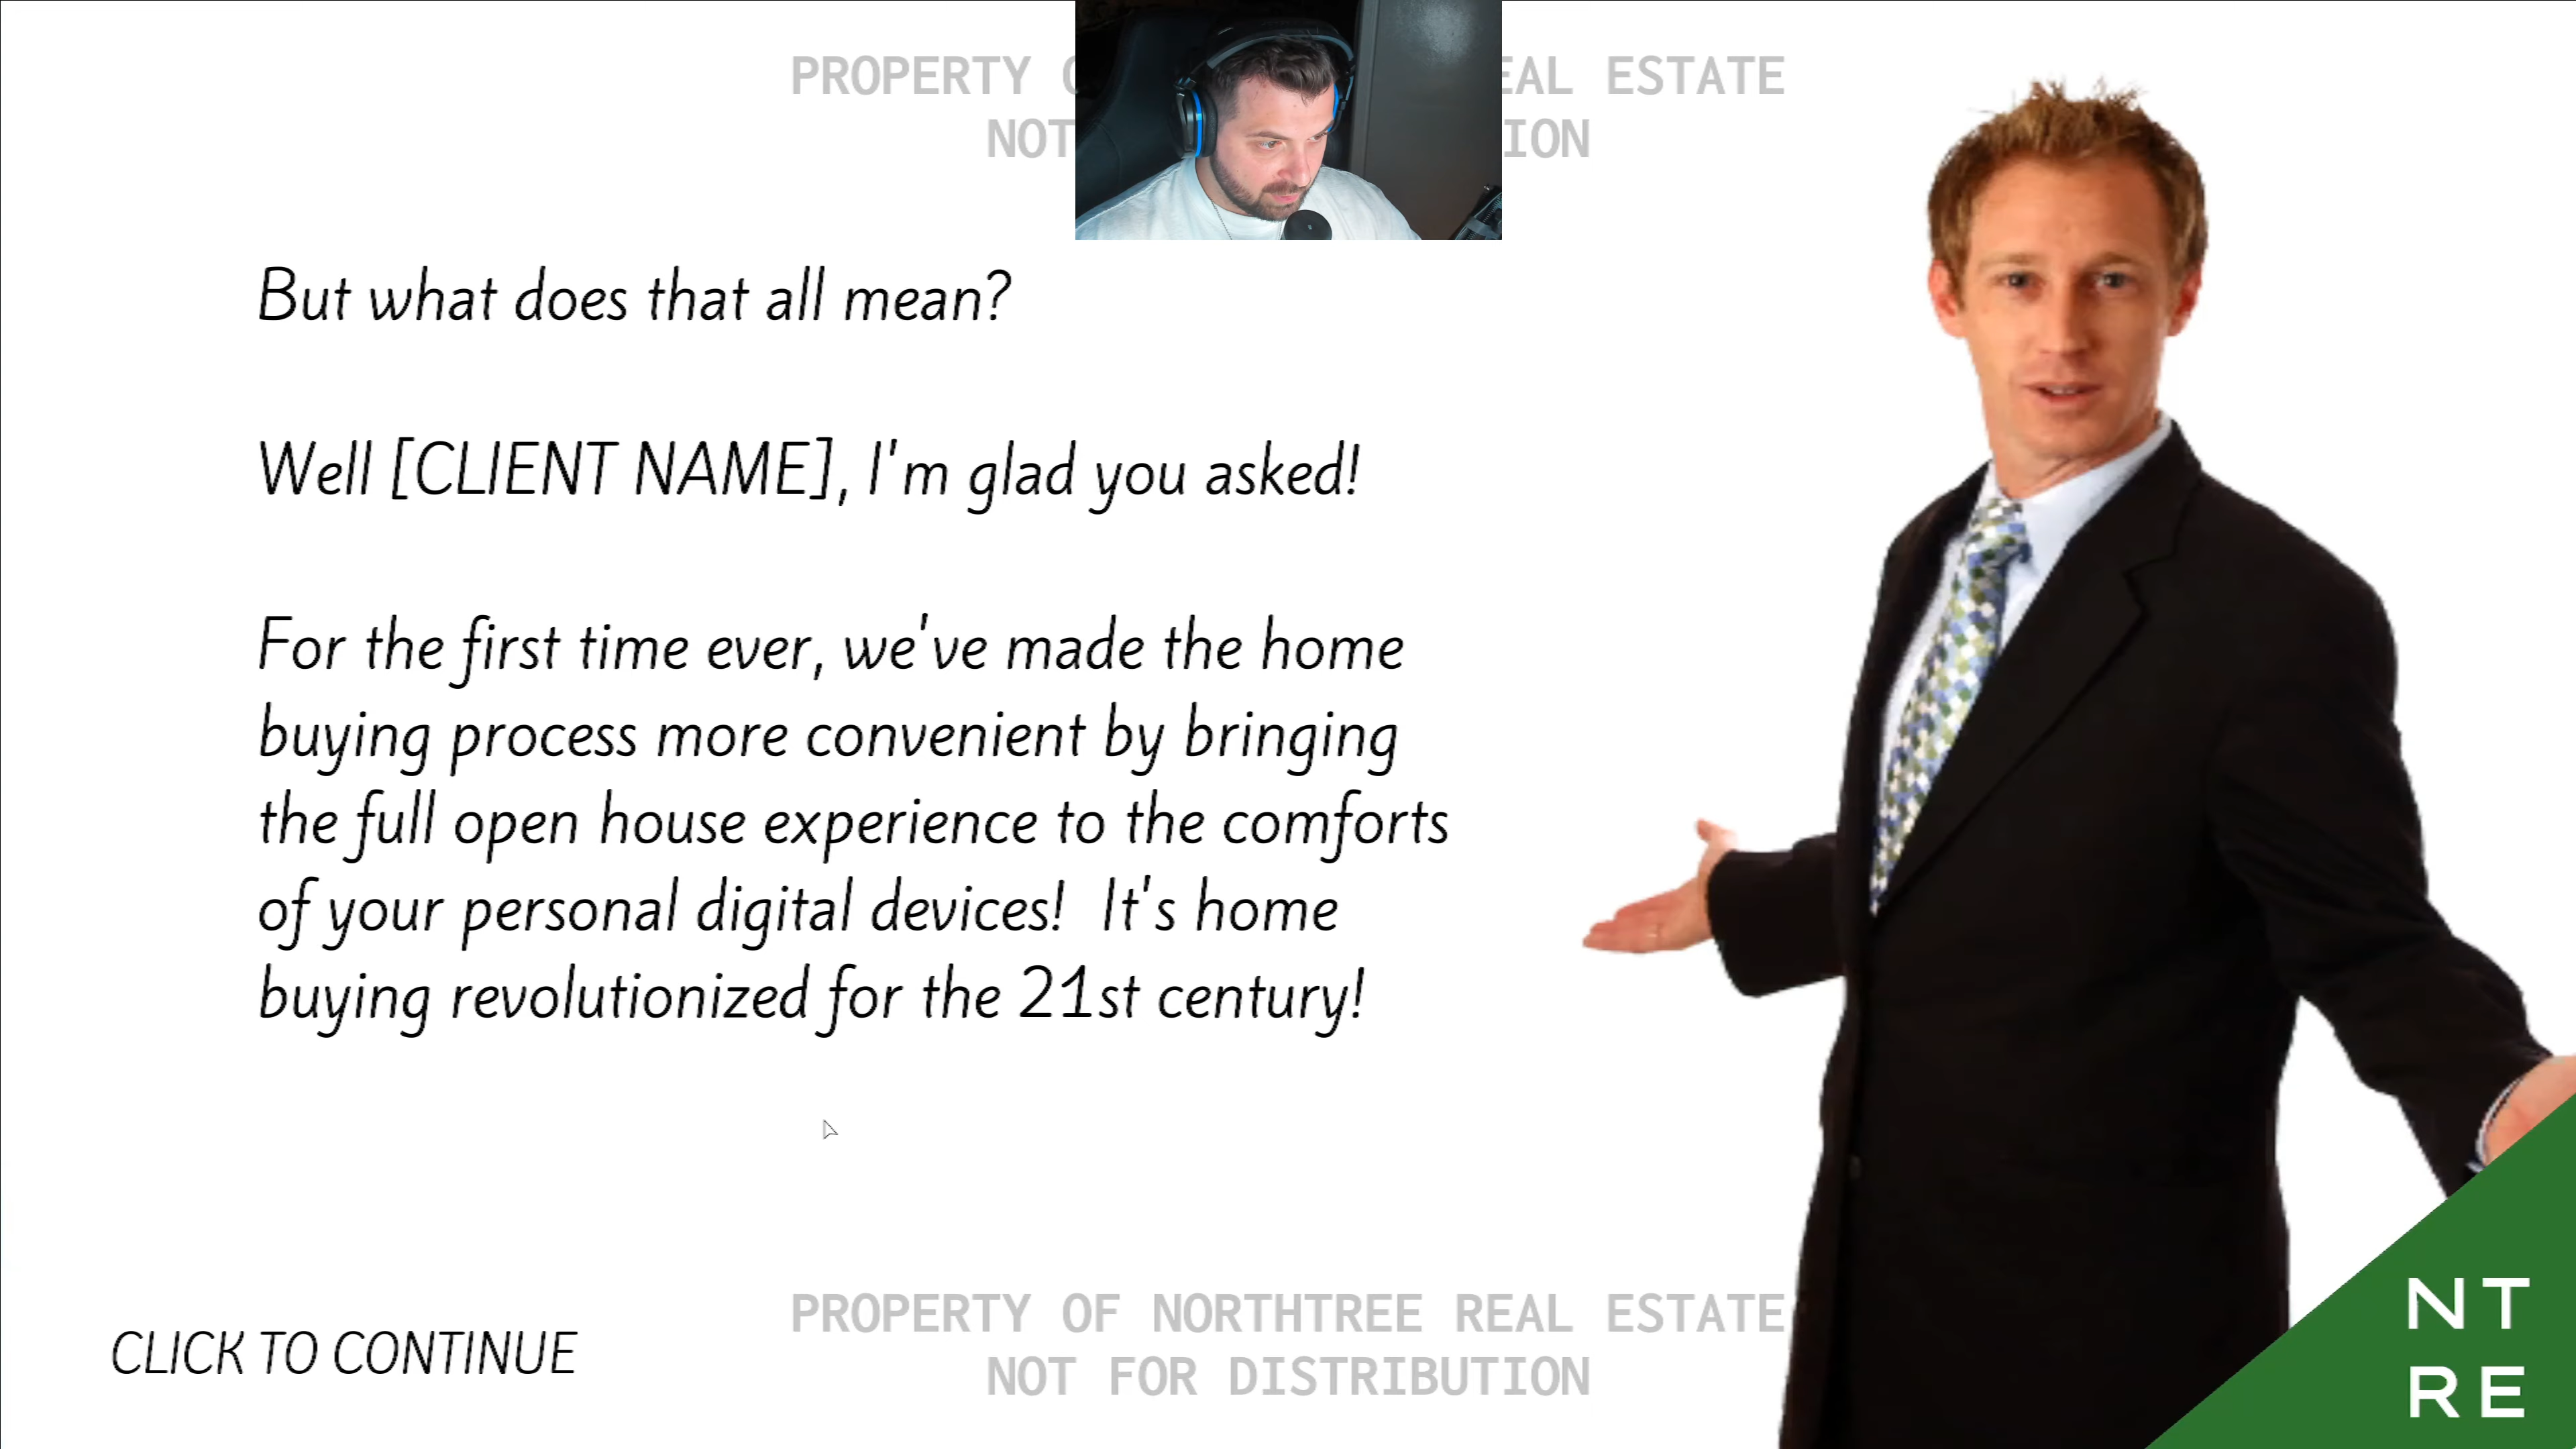 PROPERTY EAL ESTATE
NOT ION
But what does that all mean?
Well [CLIENT NAME], I'm glad you asked!
For the first time ever, we've made the home
buying process more convenient by bringing
the full open house experience to the comforts
of your personal digital devices!  It's home
buying revolutionized for the 21st century!
CLICK TO CONTINUE
PROPERTY OF NORTHTREE REAL ESTATE
NOT FOR DISTRIBUTION
NT
RE